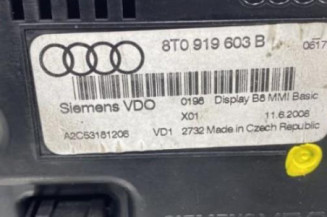 8T0 919 603 B 0517
Siemens VDO 0196 Display B8 MMI Basic
X01 11.6.2008
A2C53181206 VD1 2732 Made in Czech Republic